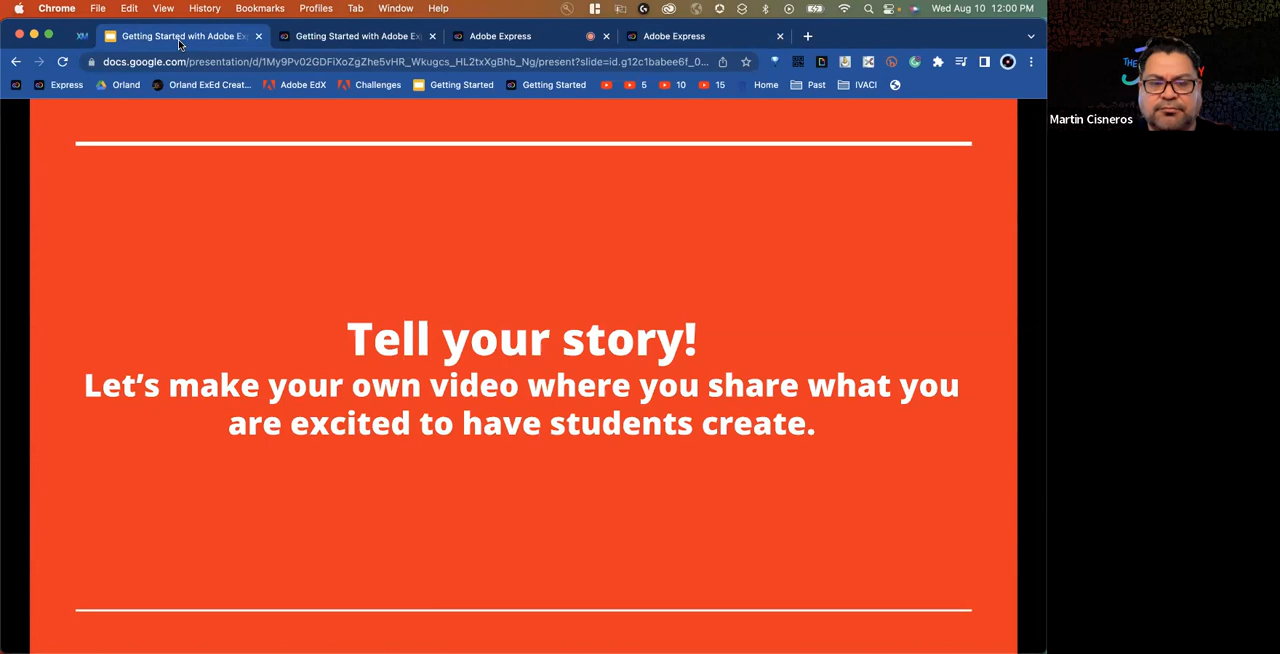 Chrome File Edit View History Bookmarks Profiles Tab Window Help Wed Aug 10 12:00 PM
XM Getting Started with Adobe Ex Getting Started with Adobe Ex Adobe Express Adobe Express
docs.google.com/presentation/d/1My9Pv02GDFiXoZgZhe5vHR_Wkugcs_HL2txXgBhb_Ng/present?slide=id.g12c1babee6f_0...
Express Orland Orland ExEd Creat... Adobe EdX Challenges Getting Started Getting Started 5 10 15 Home Past IVACI
THE
Martin Cisneros
Tell your story!
Let’s make your own video where you share what you
are excited to have students create.